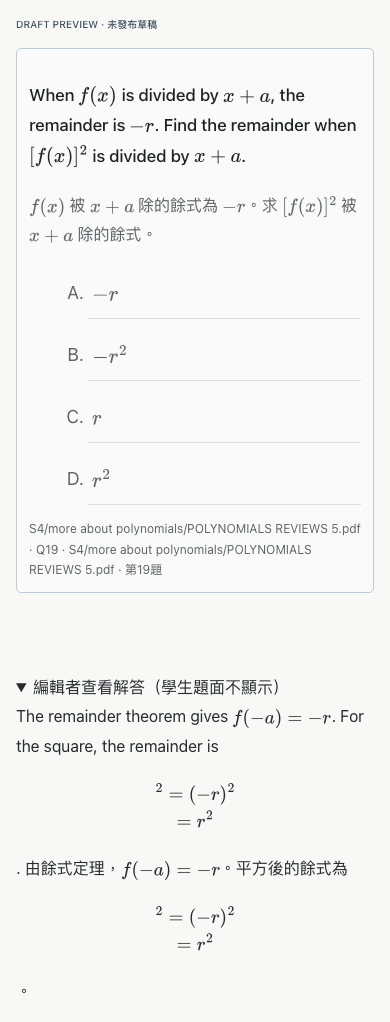 DRAFT PREVIEW · 未發布草稿
When f(x) is divided by x + a, the
remainder is −r. Find the remainder when
[f(x)]² is divided by x + a.
f(x) 被 x + a 除的餘式為 −r。求 [f(x)]² 被
x + a 除的餘式。
A. −r
B. −r²
C. r
D. r²
S4/more about polynomials/POLYNOMIALS REVIEWS 5.pdf
· Q19 · S4/more about polynomials/POLYNOMIALS
REVIEWS 5.pdf · 第19題
▼ 編輯者查看解答（學生題面不顯示）
The remainder theorem gives f(−a) = −r. For
the square, the remainder is
² = (−r)²
= r²
. 由餘式定理，f(−a) = −r。平方後的餘式為
² = (−r)²
= r²
。